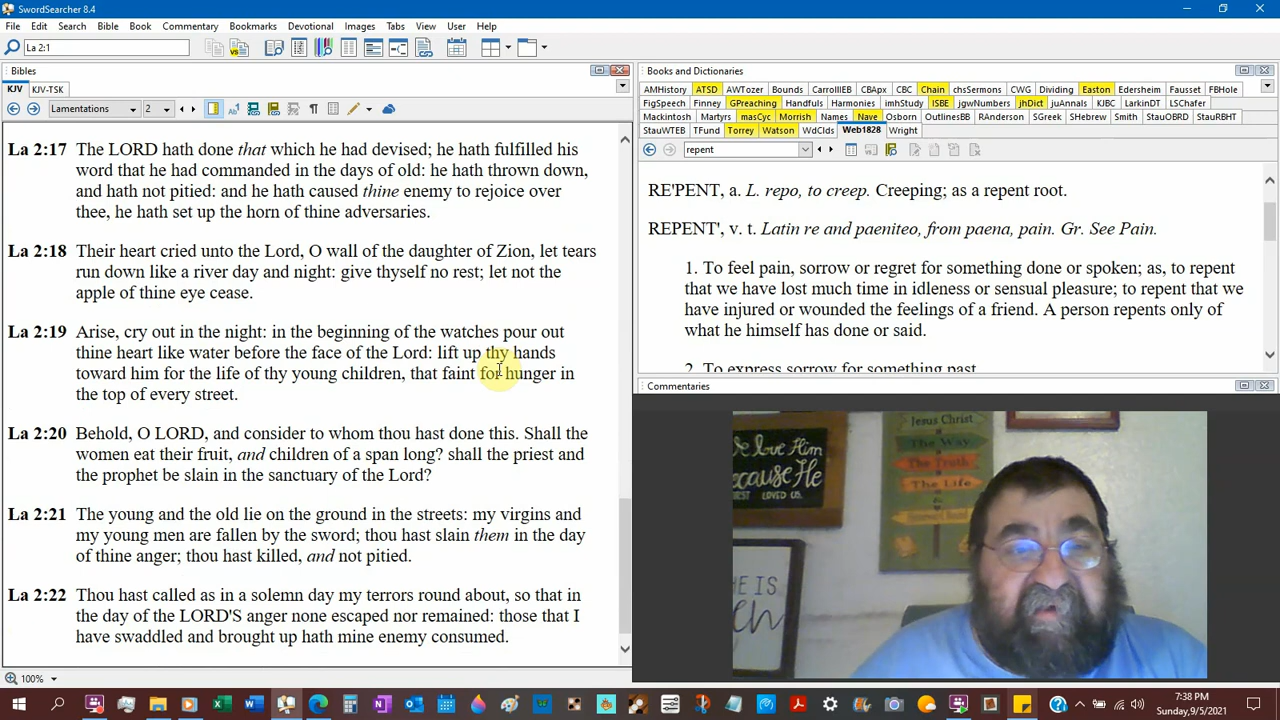 SwordSearcher 8.4
File Edit Search Bible Book Commentary Bookmarks Devotional Images Tabs View User Help
La 2:1
Bibles
KJV KJV-TSK
Lamentations 2
La 2:17 The LORD hath done that which he had devised; he hath fulfilled his
word that he had commanded in the days of old: he hath thrown down,
and hath not pitied: and he hath caused thine enemy to rejoice over
thee, he hath set up the horn of thine adversaries.
La 2:18 Their heart cried unto the Lord, O wall of the daughter of Zion, let tears
run down like a river day and night: give thyself no rest; let not the
apple of thine eye cease.
La 2:19 Arise, cry out in the night: in the beginning of the watches pour out
thine heart like water before the face of the Lord: lift up thy hands
toward him for the life of thy young children, that faint for hunger in
the top of every street.
La 2:20 Behold, O LORD, and consider to whom thou hast done this. Shall the
women eat their fruit, and children of a span long? shall the priest and
the prophet be slain in the sanctuary of the Lord?
La 2:21 The young and the old lie on the ground in the streets: my virgins and
my young men are fallen by the sword; thou hast slain them in the day
of thine anger; thou hast killed, and not pitied.
La 2:22 Thou hast called as in a solemn day my terrors round about, so that in
the day of the LORD'S anger none escaped nor remained: those that I
have swaddled and brought up hath mine enemy consumed.
100%
Books and Dictionaries
AMHistory ATSD AWTozer Bounds CarrollIEB CBApx CBC Chain chsSermons CWG Dividing Easton Edersheim Fausset FBHole
FigSpeech Finney GPreaching Handfuls Harmonies imhStudy ISBE jgwNumbers jhDict juAnnals KJBC LarkinDT LSChafer
Mackintosh Martyrs masCyc Morrish Names Nave Osborn OutlinesBB RAnderson SGreek SHebrew Smith StauOBRD StaupRBHT
StauWTEB TFund Torrey Watson WdClds Web1828 Wright
repent
RE'PENT, a. L. repo, to creep. Creeping; as a repent root.
REPENT', v. t. Latin re and paeniteo, from paena, pain. Gr. See Pain.
1. To feel pain, sorrow or regret for something done or spoken; as, to repent
that we have lost much time in idleness or sensual pleasure; to repent that we
have injured or wounded the feelings of a friend. A person repents only of
what he himself has done or said.
2. To express sorrow for something past.
Commentaries
We love Him
because He
FIRST LOVED US.
Jesus Christ
The Way
The Truth
The Life
7:38 PM
Sunday,9/5/2021